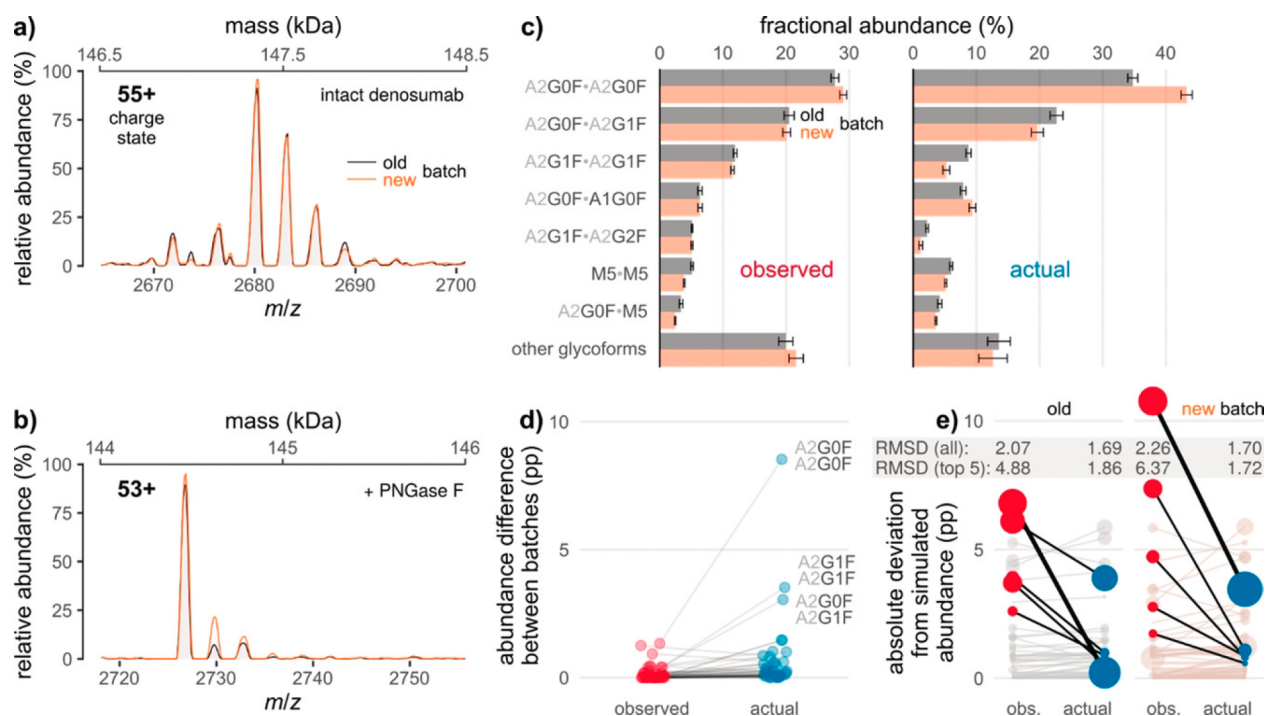 a)
mass (kDa)
146.5 147.5 148.5
relative abundance (%)
100
75
50
25
0
55+
charge
state
intact denosumab
old
new
batch
2670 2680 2690 2700
m/z
b)
mass (kDa)
144 145 146
relative abundance (%)
100
75
50
25
0
53+
+ PNGase F
2720 2730 2740 2750
m/z
c)
fractional abundance (%)
0 10 20 30
0 10 20 30 40
A2G0F•A2G0F
A2G0F•A2G1F
A2G1F•A2G1F
A2G0F•A1G0F
A2G1F•A2G2F
M5•M5
A2G0F•M5
other glycoforms
old
new
batch
observed
actual
d)
abundance difference
between batches (pp)
10
5
0
A2G0F
A2G0F
A2G1F
A2G1F
A2G0F
A2G1F
observed actual
e)
absolute deviation
from simulated
abundance (pp)
10
5
0
old
new batch
RMSD (all): 2.07 1.69 2.26 1.70
RMSD (top 5): 4.88 1.86 6.37 1.72
obs. actual obs. actual